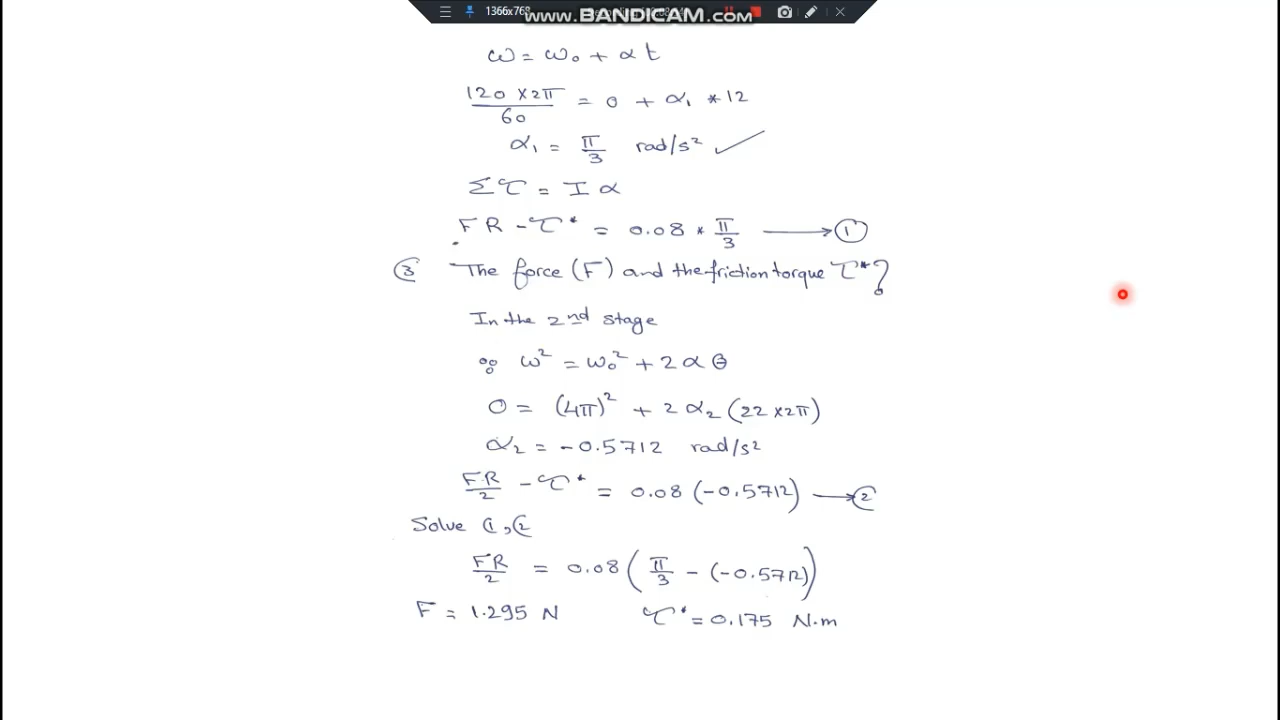 1366x768 www.BANDICAM.com
ω = ω₀ + α t
120 × 2π / 60 = 0 + α₁ * 12
α₁ = π/3 rad/s²
Στ = I α
FR - τ* = 0.08 * π/3 → ①
③ The force (F) and the friction torque τ*?
In the 2nd stage
∵ ω² = ω₀² + 2 α θ
0 = (4π)² + 2 α₂ (22 × 2π)
α₂ = -0.5712 rad/s²
FR/2 - τ* = 0.08 (-0.5712) → ②
Solve ①, ②
FR/2 = 0.08 (π/3 - (-0.5712))
F = 1.295 N τ* = 0.175 N.m